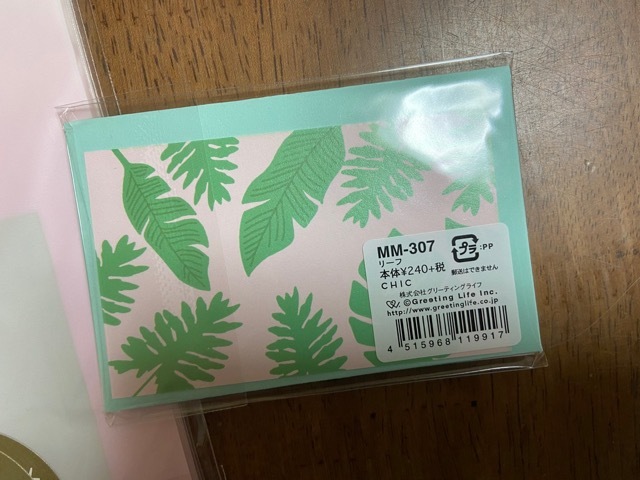 MM-307
リーフ
本体¥240+税
CHIC
プラ :PP
郵送はできません
株式会社グリーティングライフ
©Greeting Life Inc.
http://www.greetinglife.co.jp
4 515968 119917